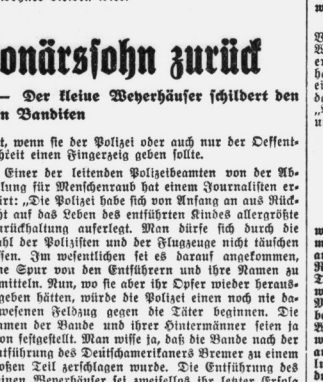 onärssohn zurück
— Der kleine Weyerhäuser schildert den
n Banditen
t, wenn sie der Polizei oder auch nur der Oeffent-
chkeit einen Fingerzeig geben sollte.
Einer der leitenden Polizeibeamten von der Ab-
lung für Menschenraub hat einem Journalisten er-
irt: „Die Polizei habe sich von Anfang an aus Rück-
ht auf das Leben des entführten Kindes allergrößte
urückhaltung auferlegt. Man dürfe sich durch die
ahl der Polizisten und der Flugzeuge nicht täuschen
ssen. Im wesentlichen sei es darauf angekommen,
ne Spur von den Entführern und ihre Namen zu
mitteln. Nun, wo sie aber ihr Opfer wieder heraus-
geben hätten, würde die Polizei einen noch nie da-
wesenen Feldzug gegen die Täter beginnen. Die
amen der Bande und ihrer Hintermänner seien ja
on festgestellt. Man wisse ja, daß die Bande nach der
tführung des Deutschamerikaners Bremer zu einem
oßen Teil zerschlagen wurde. Die Entführung des
einen Weyerhäuser sei zweifellos ihr letzter Erfolg